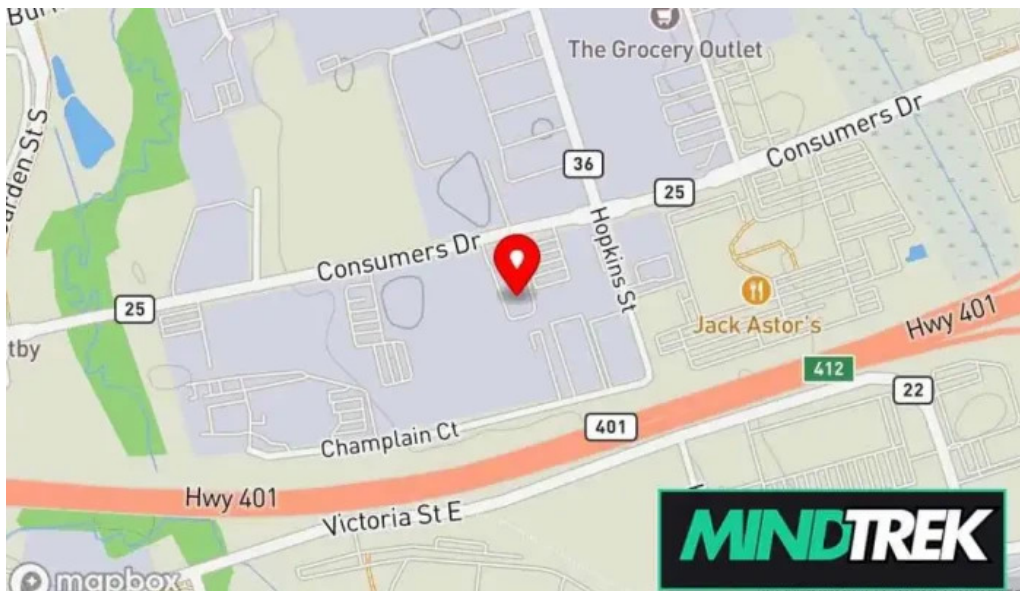 The Grocery Outlet
36
Consumers Dr
25
Hopkins St
Consumers Dr
25
Jack Astor's
Hwy 401
412
22
401
Champlain Ct
Hwy 401
Victoria St E
MINDTREK
mapbox